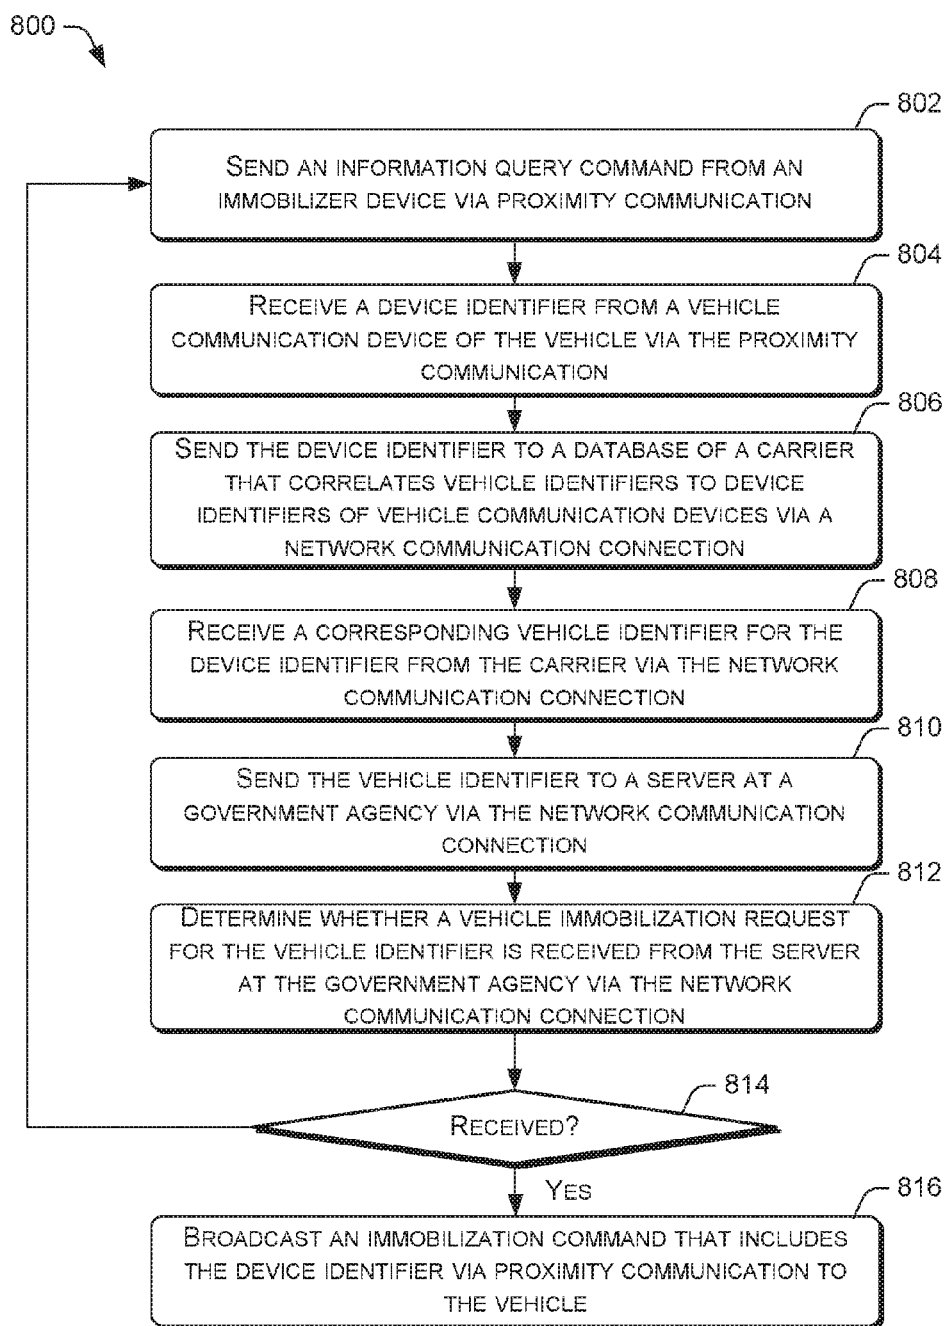 800
802
SEND AN INFORMATION QUERY COMMAND FROM AN
IMMOBILIZER DEVICE VIA PROXIMITY COMMUNICATION
804
RECEIVE A DEVICE IDENTIFIER FROM A VEHICLE
COMMUNICATION DEVICE OF THE VEHICLE VIA THE PROXIMITY
COMMUNICATION
806
SEND THE DEVICE IDENTIFIER TO A DATABASE OF A CARRIER
THAT CORRELATES VEHICLE IDENTIFIERS TO DEVICE
IDENTIFIERS OF VEHICLE COMMUNICATION DEVICES VIA A
NETWORK COMMUNICATION CONNECTION
808
RECEIVE A CORRESPONDING VEHICLE IDENTIFIER FOR THE
DEVICE IDENTIFIER FROM THE CARRIER VIA THE NETWORK
COMMUNICATION CONNECTION
810
SEND THE VEHICLE IDENTIFIER TO A SERVER AT A
GOVERNMENT AGENCY VIA THE NETWORK COMMUNICATION
CONNECTION
812
DETERMINE WHETHER A VEHICLE IMMOBILIZATION REQUEST
FOR THE VEHICLE IDENTIFIER IS RECEIVED FROM THE SERVER
AT THE GOVERNMENT AGENCY VIA THE NETWORK
COMMUNICATION CONNECTION
814
RECEIVED?
YES
816
BROADCAST AN IMMOBILIZATION COMMAND THAT INCLUDES
THE DEVICE IDENTIFIER VIA PROXIMITY COMMUNICATION TO
THE VEHICLE